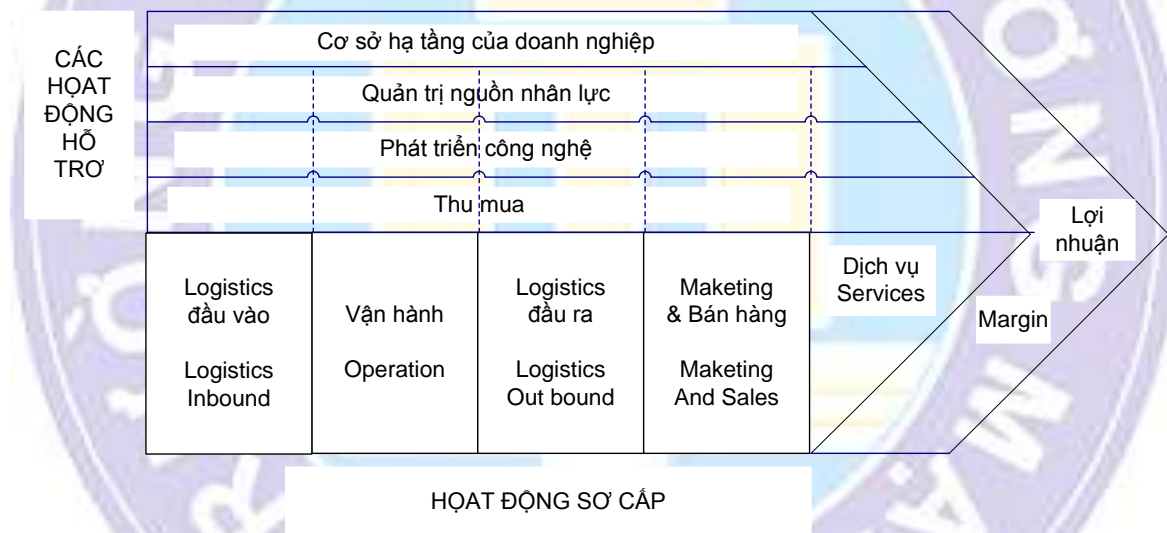 CÁC
HỌAT
ĐỘNG
HỖ
TRƠ
Cơ sở hạ tầng của doanh nghiệp
Quản trị nguồn nhân lực
Phát triển công nghệ
Thu mua
Logistics
đầu vào
Logistics
Inbound
Vận hành
Operation
Logistics
đầu ra
Logistics
Out bound
Maketing
& Bán hàng
Maketing
And Sales
Dịch vụ
Services
Lợi
nhuận
Margin
HỌAT ĐỘNG SƠ CẤP